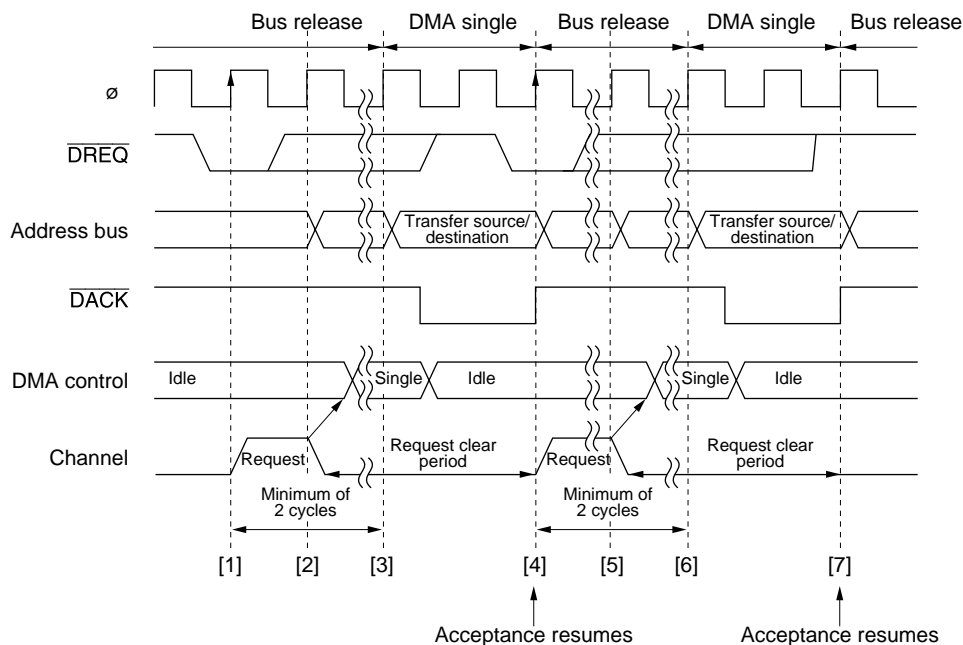 Bus release DMA single Bus release DMA single Bus release
ø
DREQ
Address bus
Transfer source/
destination
Transfer source/
destination
DACK
DMA control
Idle Single Idle Single Idle
Channel
Request
Request clear
period
Request
Request clear
period
Minimum of
2 cycles
Minimum of
2 cycles
[1] [2] [3] [4] [5] [6] [7]
Acceptance resumes Acceptance resumes